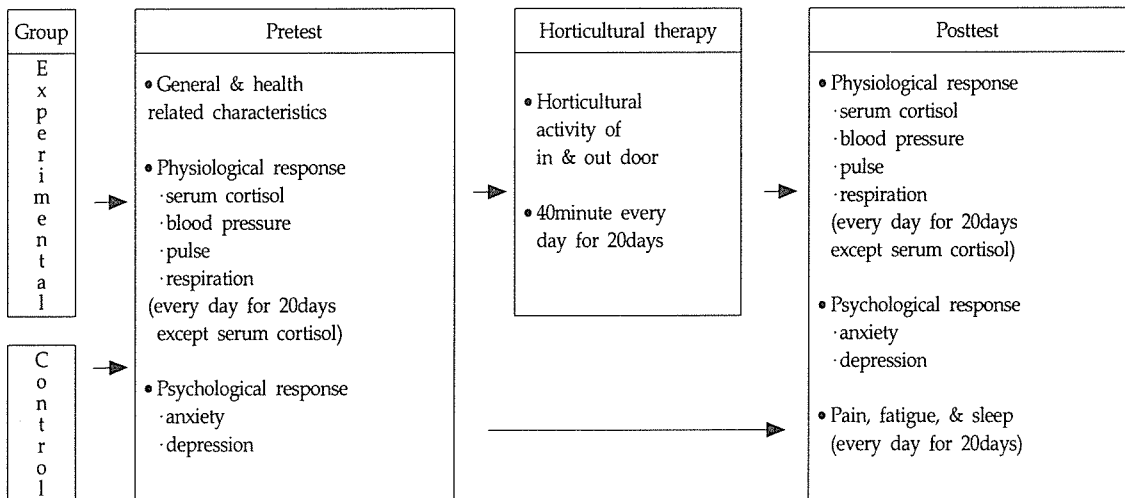 Group
Experimental
Control
Pretest
• General & health
related characteristics
• Physiological response
·serum cortisol
·blood pressure
·pulse
·respiration
(every day for 20days
except serum cortisol)
• Psychological response
·anxiety
·depression
Horticultural therapy
• Horticultural
activity of
in & out door
• 40minute every
day for 20days
Posttest
• Physiological response
·serum cortisol
·blood pressure
·pulse
·respiration
(every day for 20days
except serum cortisol)
• Psychological response
·anxiety
·depression
• Pain, fatigue, & sleep
(every day for 20days)